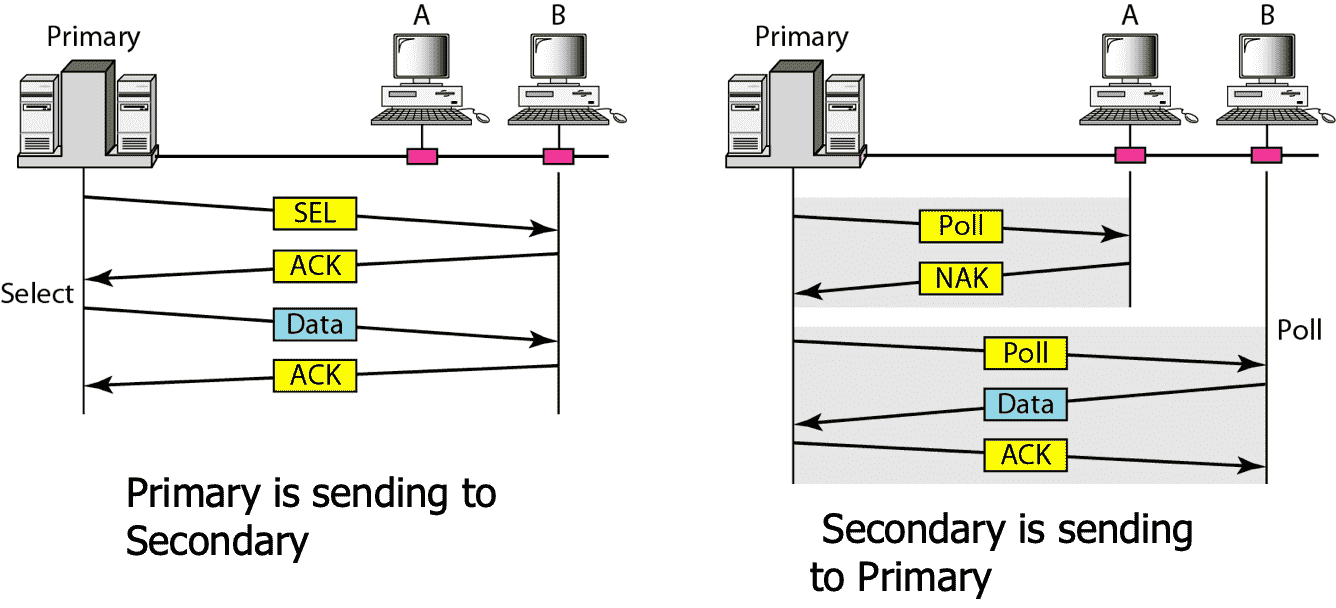 A B
Primary
SEL
ACK
Select
Data
ACK
Primary is sending to
Secondary
A B
Primary
Poll
NAK
Poll
Poll
Data
ACK
Secondary is sending
to Primary